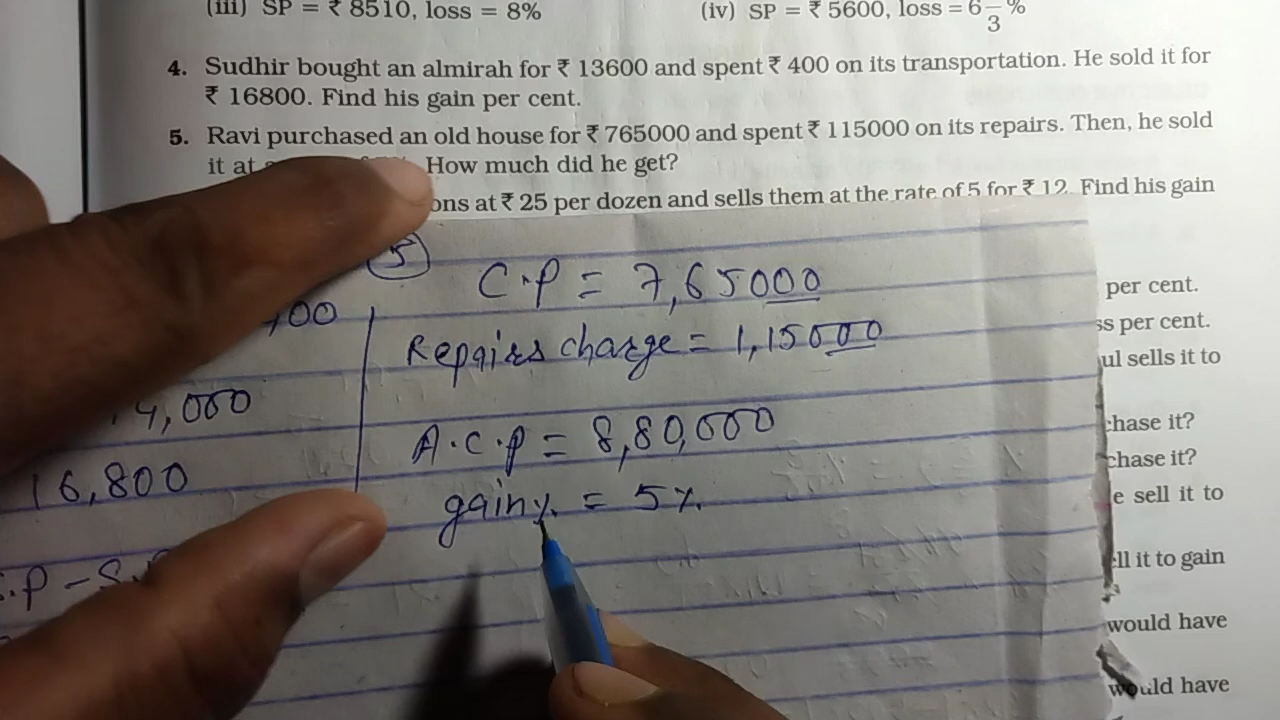 (iii) SP = ₹ 8510, loss = 8%
(iv) SP = ₹ 5600, loss = 6 3 %
4. Sudhir bought an almirah for ₹ 13600 and spent ₹ 400 on its transportation. He sold it for
₹ 16800. Find his gain per cent.
5. Ravi purchased an old house for ₹ 765000 and spent ₹ 115000 on its repairs. Then, he sold
it at How much did he get?
ons at ₹ 25 per dozen and sells them at the rate of 5 for ₹ 12. Find his gain
per cent.
ss per cent.
ul sells it to
chase it?
chase it?
e sell it to
ell it to gain
would have
would have
00
4,000
16,800
.P - S.
5
C.P = 7,65000
Repairs charge = 1,15000
A.C.P = 8,80,000
gain% = 5%